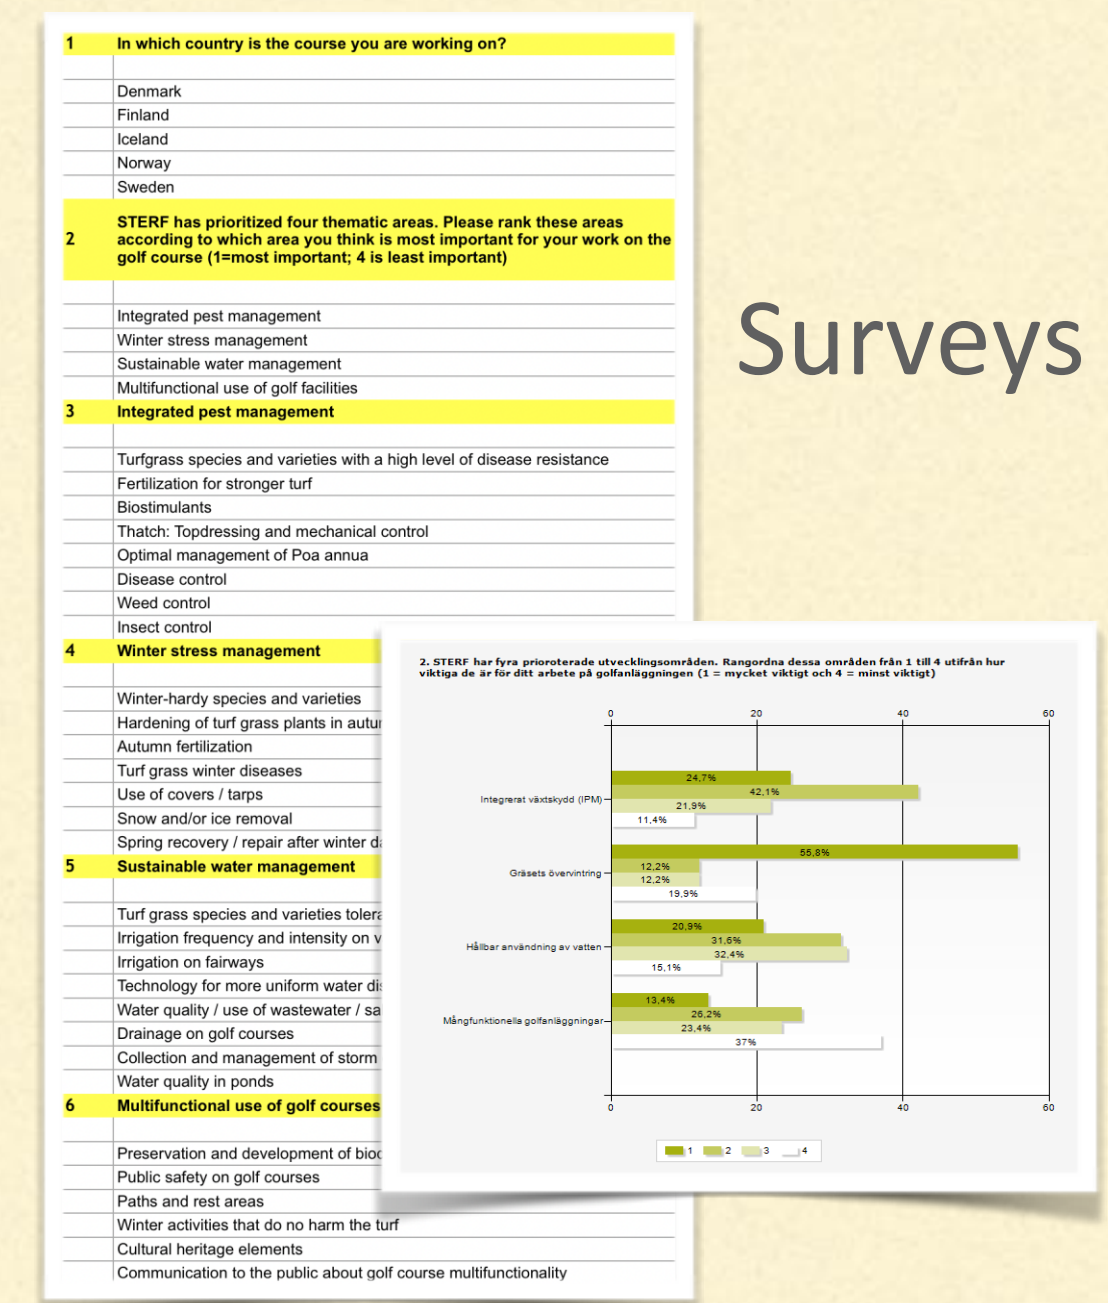 1 In which country is the course you are working on?
Denmark
Finland
Iceland
Norway
Sweden
2 STERF has prioritized four thematic areas. Please rank these areas
according to which area you think is most important for your work on the
golf course (1=most important; 4 is least important)
Integrated pest management
Winter stress management
Sustainable water management
Multifunctional use of golf facilities
3 Integrated pest management
Turfgrass species and varieties with a high level of disease resistance
Fertilization for stronger turf
Biostimulants
Thatch: Topdressing and mechanical control
Optimal management of Poa annua
Disease control
Weed control
Insect control
4 Winter stress management
Winter-hardy species and varieties
Hardening of turf grass plants in
Autumn fertilization
Turf grass winter diseases
Use of covers / tarps
Snow and/or ice removal
Spring recovery / repair after winter
5 Sustainable water management
Turf grass species and varieties
Irrigation frequency and intensity on
Irrigation on fairways
Technology for more uniform water
Water quality / use of wastewater /
Drainage on golf courses
Collection and management of storm
Water quality in ponds
6 Multifunctional use of golf courses
Preservation and development of
Public safety on golf courses
Paths and rest areas
Winter activities that do no harm the turf
Cultural heritage elements
Communication to the public about golf course multifunctionality
Surveys
2. STERF har fyra prioroterade utvecklingsområden. Rangordna dessa områden från 1 till 4 utifrån hur
viktiga de är för ditt arbete på golfanläggningen (1 = mycket viktigt och 4 = minst viktigt)
0 20 40 60
Integrerat växtskydd (IPM)
24,7%
42,1%
21,9%
11,4%
Gräsets övervintring
55,8%
12,2%
12,2%
19,9%
Hållbar användning av vatten
20,9%
31,6%
32,4%
15,1%
Mångfunktionella golfanläggningar
13,4%
26,2%
23,4%
37%
0 20 40 60
1 2 3 4